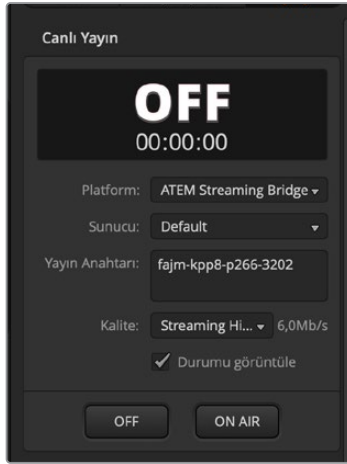 Canlı Yayın
OFF
00:00:00
Platform: ATEM Streaming Bridge
Sunucu: Default
Yayın Anahtarı: fajm-kpp8-p266-3202
Kalite: Streaming Hi... 6,0Mb/s
Durumu görüntüle
OFF ON AIR